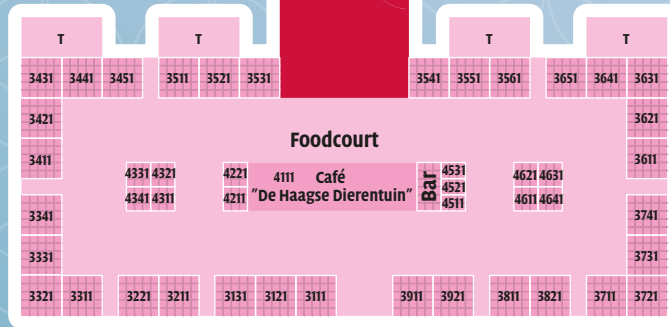 T T T T
3431 3441 3451 3511 3521 3531 3541 3551 3561 3651 3641 3631
3421 3621
Foodcourt
3411 3611
4331 4321 4221 4111 Café Bar 4531 4621 4631
4521
4341 4311 4211 "De Haagse Dierentuin" 4511 4611 4641
3341 3741
3331 3731
3321 3311 3221 3211 3131 3121 3111 3911 3921 3811 3821 3711 3721